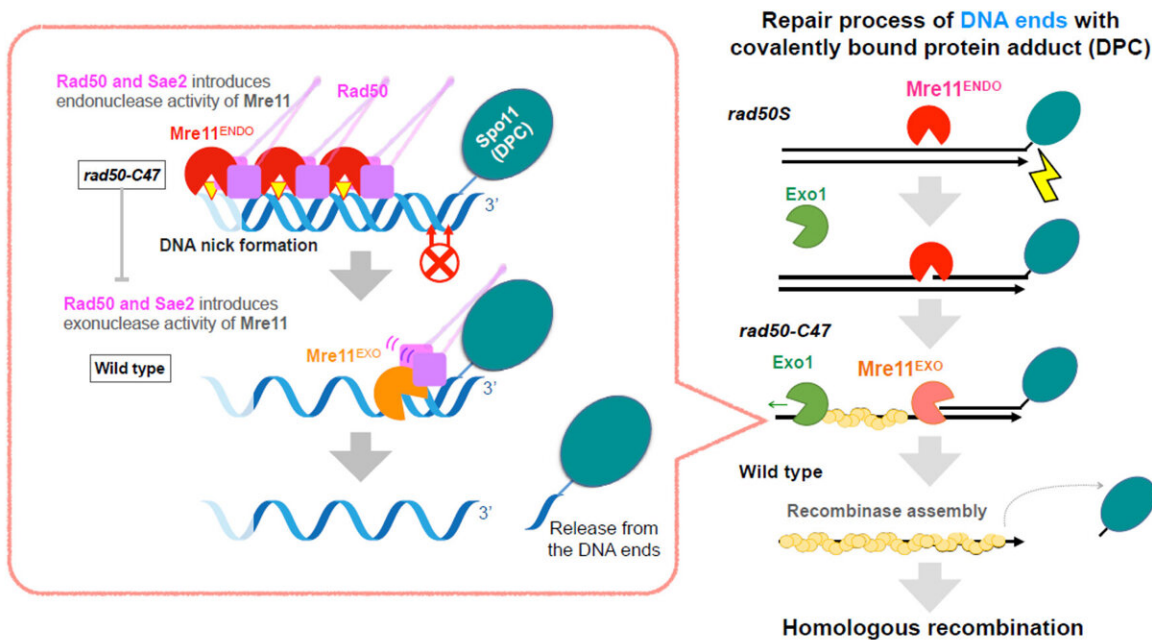 Rad50 and Sae2 introduces
endonuclease activity of Mre11
Rad50
Mre11ENDO
Spo11
(DPC)
rad50-C47
3’
DNA nick formation
Rad50 and Sae2 introduces
exonuclease activity of Mre11
Mre11EXO
Wild type
3’
Release from
the DNA ends
Repair process of DNA ends with
covalently bound protein adduct (DPC)
Mre11ENDO
rad50S
Exo1
rad50-C47
Exo1
Mre11EXO
Wild type
Recombinase assembly
Homologous recombination